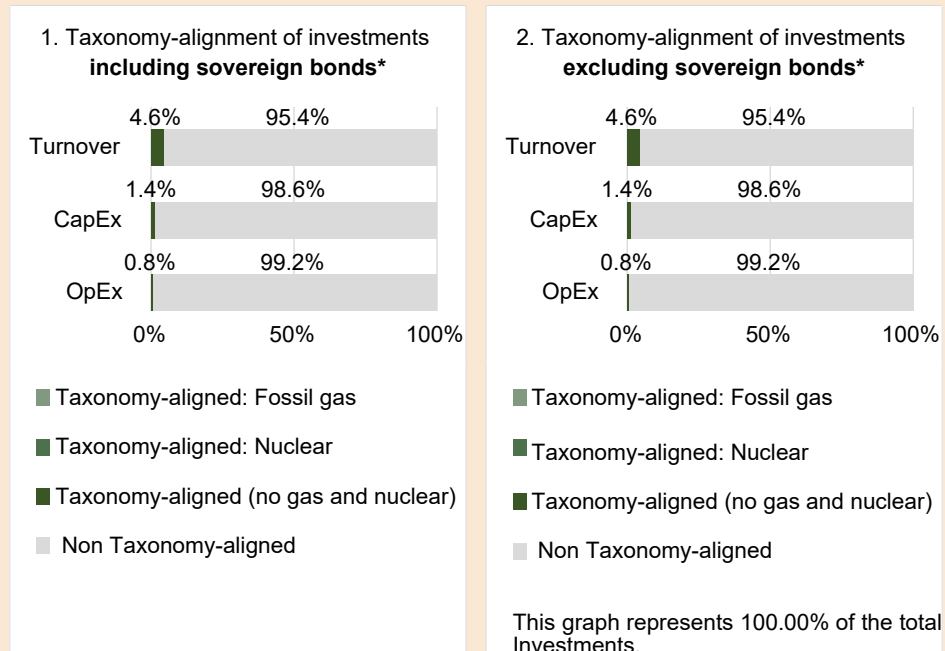 1. Taxonomy-alignment of investments
including sovereign bonds*
4.6% 95.4%
Turnover
1.4% 98.6%
CapEx
0.8% 99.2%
OpEx
0% 50% 100%
Taxonomy-aligned: Fossil gas
Taxonomy-aligned: Nuclear
Taxonomy-aligned (no gas and nuclear)
Non Taxonomy-aligned
2. Taxonomy-alignment of investments
excluding sovereign bonds*
4.6% 95.4%
Turnover
1.4% 98.6%
CapEx
0.8% 99.2%
OpEx
0% 50% 100%
Taxonomy-aligned: Fossil gas
Taxonomy-aligned: Nuclear
Taxonomy-aligned (no gas and nuclear)
Non Taxonomy-aligned
This graph represents 100.00% of the total
Investments.